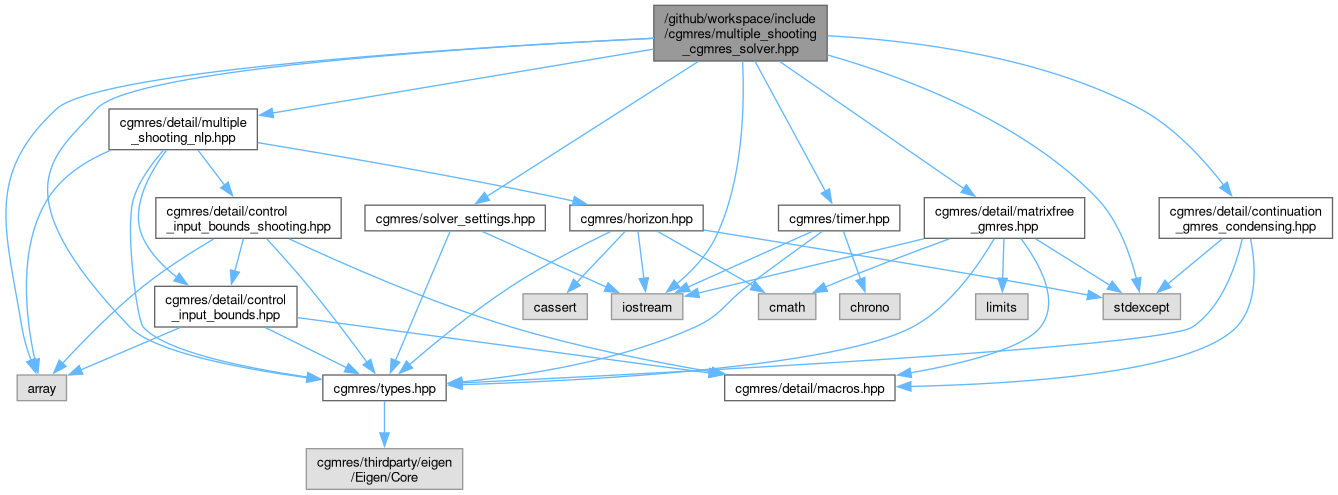 /github/workspace/include
/cgmres/multiple_shooting
_cgmres_solver.hpp
cgmres/detail/multiple
_shooting_nlp.hpp
cgmres/detail/control
_input_bounds_shooting.hpp
cgmres/solver_settings.hpp
cgmres/horizon.hpp
cgmres/timer.hpp
cgmres/detail/matrixfree
_gmres.hpp
cgmres/detail/continuation
_gmres_condensing.hpp
cgmres/detail/control
_input_bounds.hpp
cassert
iostream
cmath
chrono
limits
stdexcept
array
cgmres/types.hpp
cgmres/detail/macros.hpp
cgmres/thirdparty/eigen
/Eigen/Core